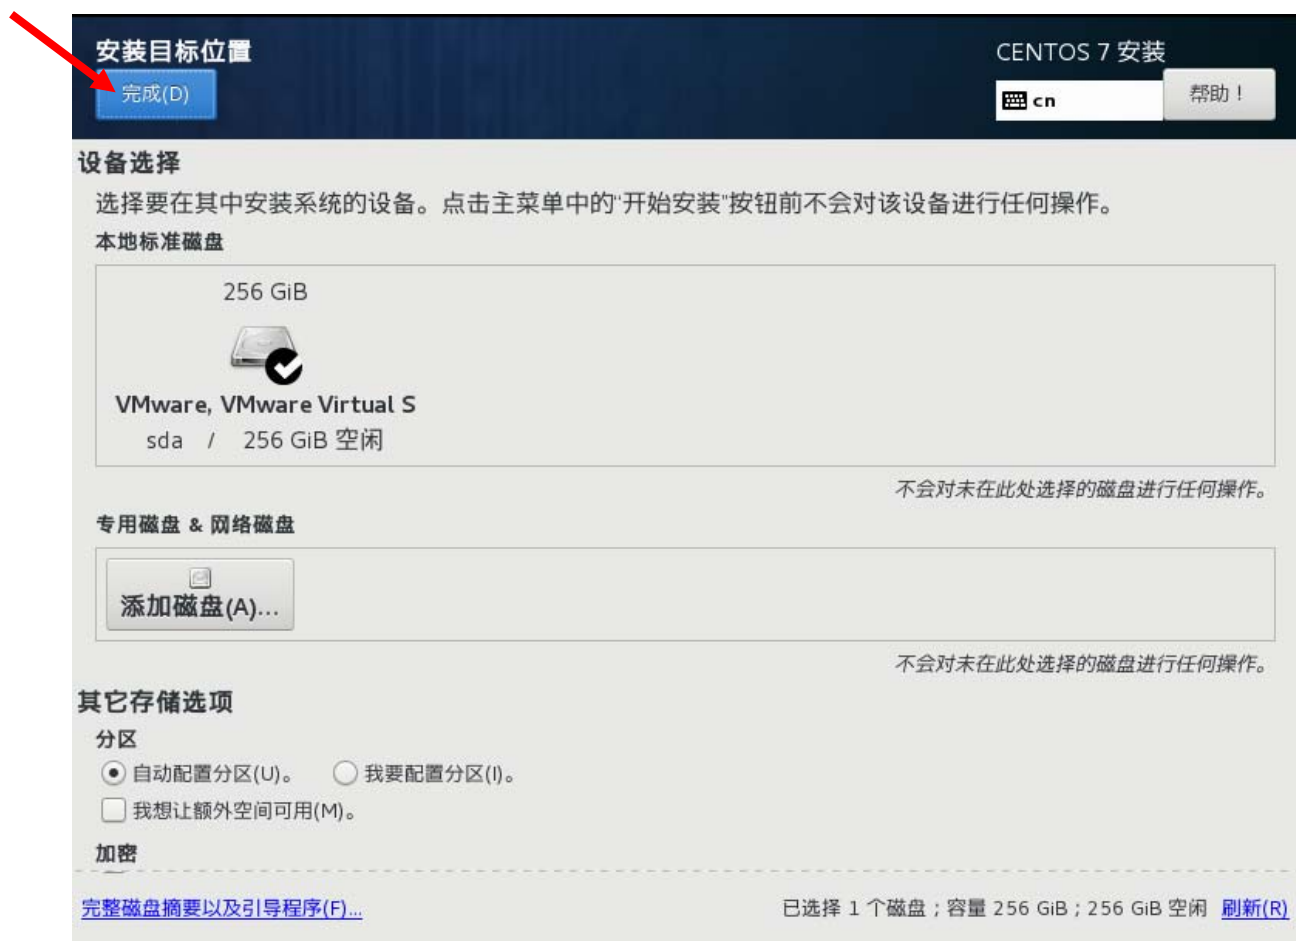 安装目标位置
CENTOS 7 安装
完成(D)
cn
帮助！
设备选择
选择要在其中安装系统的设备。点击主菜单中的“开始安装”按钮前不会对该设备进行任何操作。
本地标准磁盘
256 GiB
VMware, VMware Virtual S
sda / 256 GiB 空闲
不会对未在此处选择的磁盘进行任何操作。
专用磁盘 & 网络磁盘
添加磁盘(A)...
不会对未在此处选择的磁盘进行任何操作。
其它存储选项
分区
自动配置分区(U)。 我要配置分区(I)。
我想让额外空间可用(M)。
加密
完整磁盘摘要以及引导程序(F)... 已选择 1 个磁盘；容量 256 GiB；256 GiB 空闲 刷新(R)